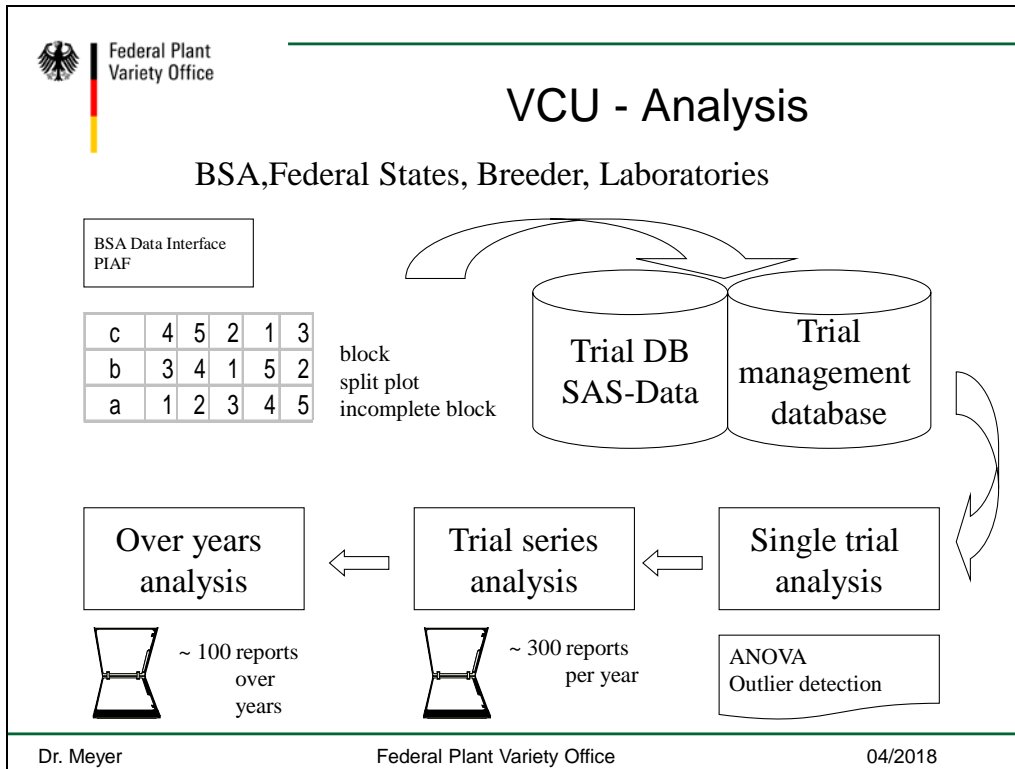 Federal Plant
Variety Office
VCU - Analysis
BSA,Federal States, Breeder, Laboratories
BSA Data Interface
PIAF
c 4 5 2 1 3
b 3 4 1 5 2
a 1 2 3 4 5
block
split plot
incomplete block
Trial DB
SAS-Data
Trial
management
database
Over years
analysis
Trial series
analysis
Single trial
analysis
~ 100 reports
over
years
~ 300 reports
per year
ANOVA
Outlier detection
Dr. Meyer Federal Plant Variety Office 04/2018